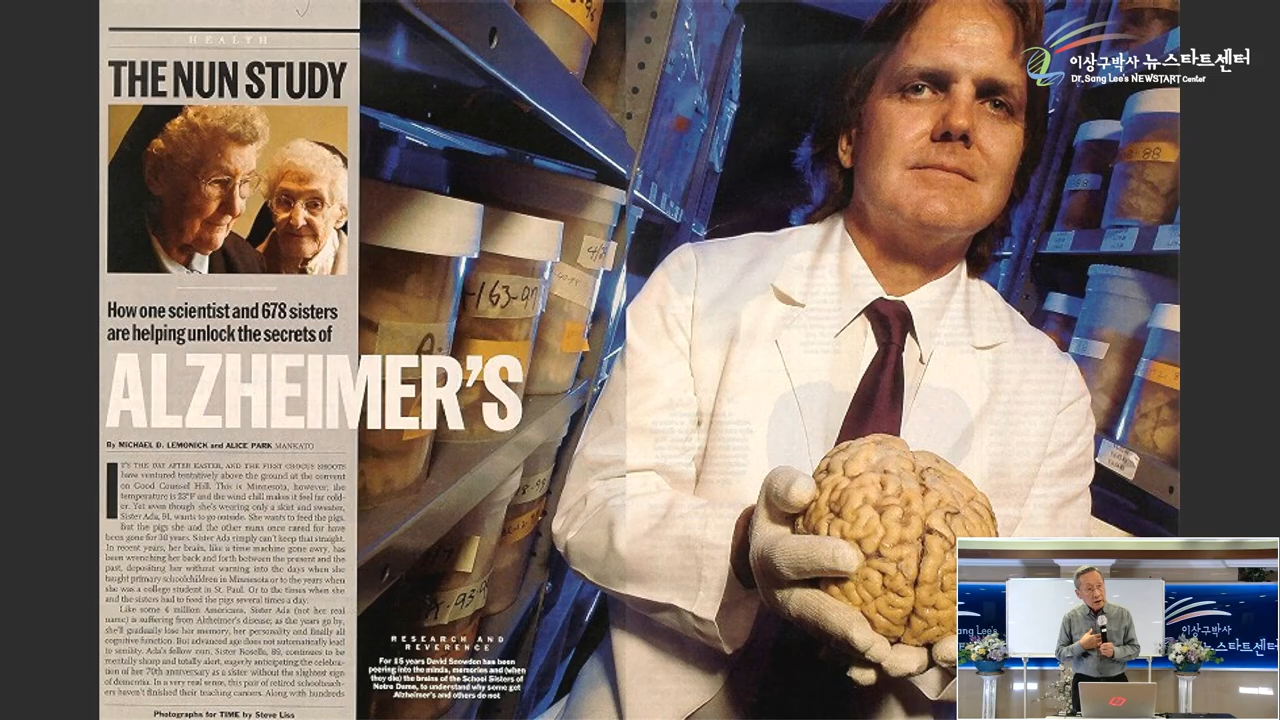 HEALTH
THE NUN STUDY
How one scientist and 678 sisters
are helping unlock the secrets of
ALZHEIMER'S
By MICHAEL D. LEMONICK and ALICE PARK MANKATO
IT'S THE DAY AFTER EASTER, AND THE FIRST CROCUS SHOOTS
have ventured tentatively above the ground at the convent
on Good Counsel Hill. This is Minnesota, however; the
temperature is 23°F and the wind chill makes it feel far cold-
er. Yet even though she's wearing only a skirt and sweater,
Sister Ada, 91, wants to go outside. She wants to feed the pigs.
But the pigs she and the other nuns once cared for have
been gone for 30 years. Sister Ada simply can't keep that straight.
In recent years, her brain, like a time machine gone awry, has
been wrenching her back and forth between the present and the
past, depositing her without warning into the days when she
taught primary schoolchildren in Minnesota or to the years when
she was a college student in St. Paul. Or to the times when she
and the sisters had to feed the pigs several times a day.
Like some 4 million Americans, Sister Ada (not her real
name) is suffering from Alzheimer's disease; as the years go by,
she'll gradually lose her memory, her personality and finally all
cognitive function. But advanced age does not automatically lead
to senility. Ada's fellow nun, Sister Rosella, 89, continues to be
mentally sharp and totally alert, eagerly anticipating the celebra-
tion of her 70th anniversary as a sister without the slightest sign
of dementia. In a very real sense, this pair of retired schoolteach-
ers haven't finished their teaching careers. Along with hundreds
Photographs for TIME by Steve Liss
RESEARCH AND
REVERENCE
For 15 years David Snowdon has been
peering into the minds, memories and (when
they die) the brains of the School Sisters of
Notre Dame, to understand why some get
Alzheimer's and others do not
-163-97
88
이상구박사 뉴스타트센터
Dr. Sang Lee's NEWSTART Center
ang Lee's
이상구박사
뉴스타트센